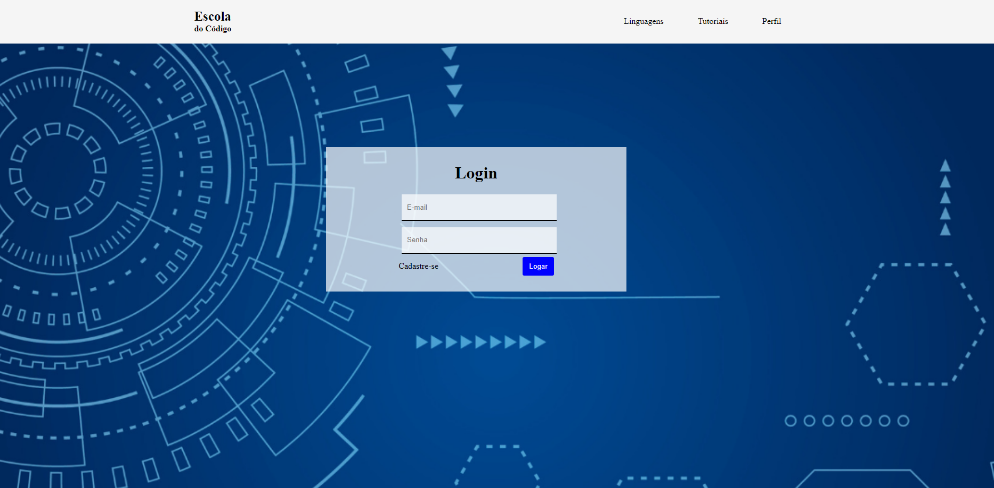 Escola
do Código
Linguagens Tutoriais Perfil
Login
E-mail
Senha
Cadastre-se Logar